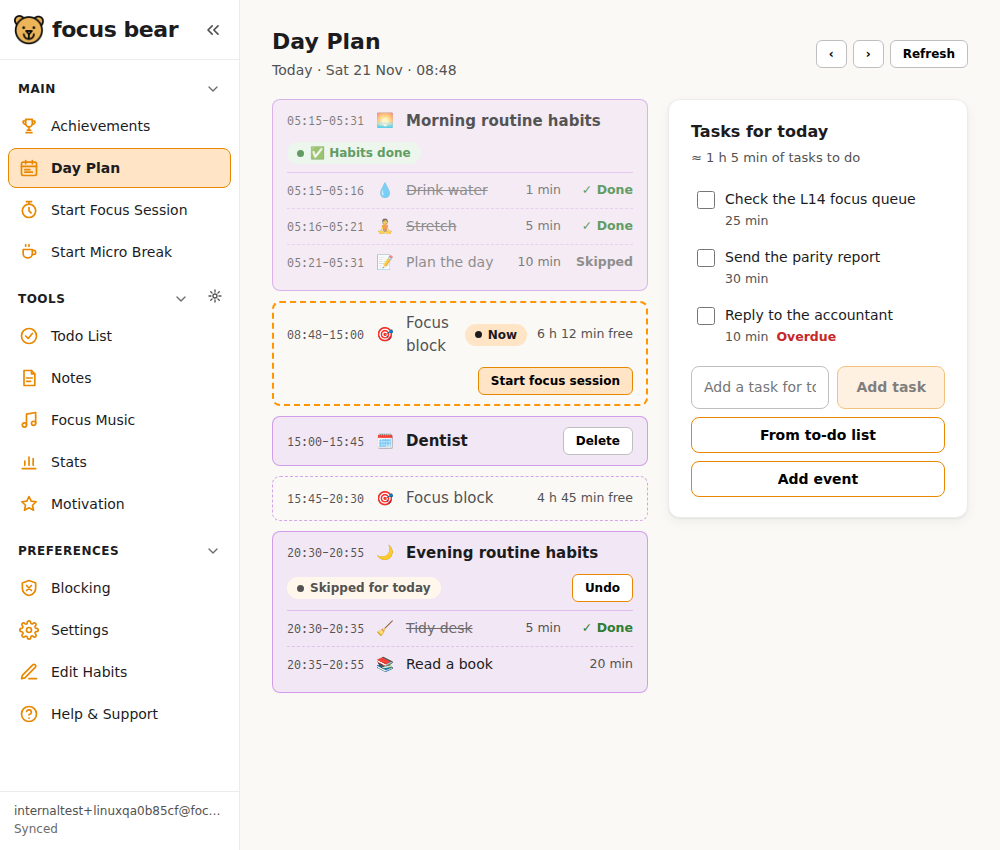 focus bear
MAIN
Achievements
Day Plan
Start Focus Session
Start Micro Break
TOOLS
Todo List
Notes
Focus Music
Stats
Motivation
PREFERENCES
Blocking
Settings
Edit Habits
Help & Support
internaltest+linuxqa0b85cf@foc...
Synced
Day Plan
Today · Sat 21 Nov · 08:48
‹ › Refresh
05:15–05:31 Morning routine habits
✅ Habits done
05:15–05:16 Drink water 1 min ✓ Done
05:16–05:21 Stretch 5 min ✓ Done
05:21–05:31 Plan the day 10 min Skipped
08:48–15:00 Focus block Now 6 h 12 min free
Start focus session
15:00–15:45 Dentist Delete
15:45–20:30 Focus block 4 h 45 min free
20:30–20:55 Evening routine habits
Skipped for today Undo
20:30–20:35 Tidy desk 5 min ✓ Done
20:35–20:55 Read a book 20 min
Tasks for today
≈ 1 h 5 min of tasks to do
Check the L14 focus queue
25 min
Send the parity report
30 min
Reply to the accountant
10 min Overdue
Add a task for to Add task
From to-do list
Add event